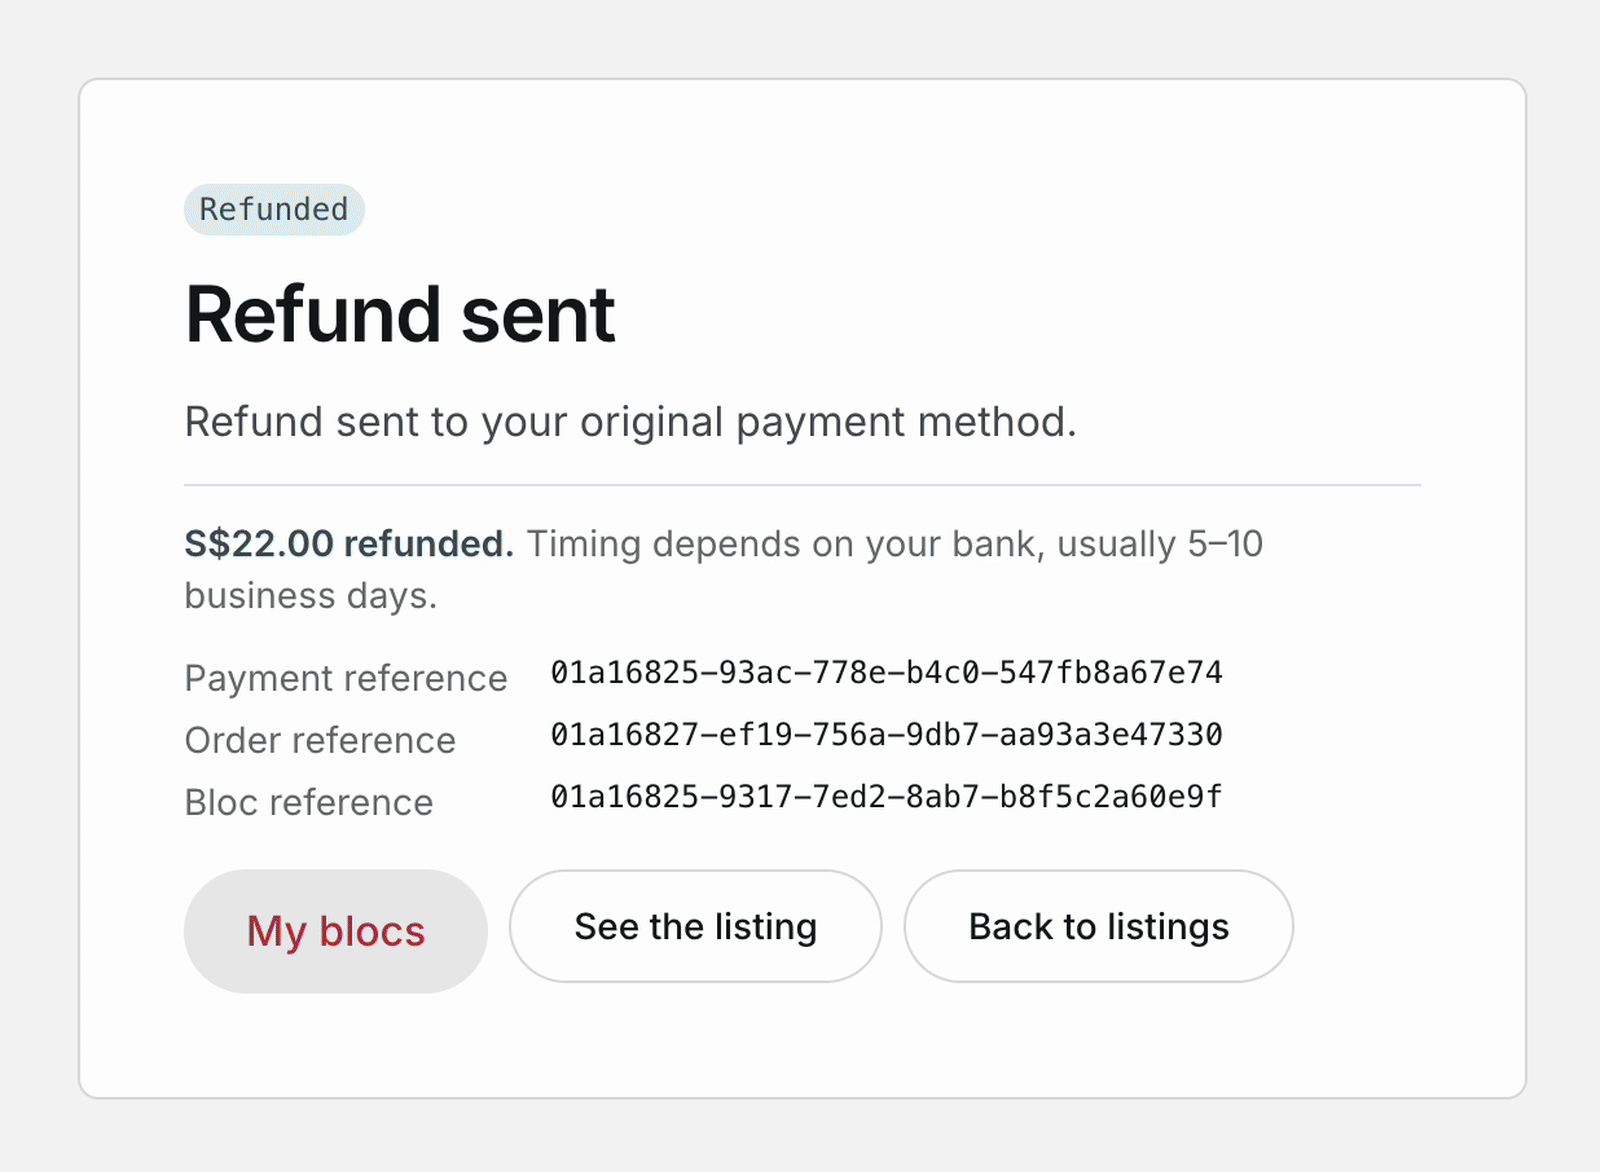 Refunded
Refund sent
Refund sent to your original payment method.
S$22.00 refunded. Timing depends on your bank, usually 5–10
business days.
Payment reference 01a16825-93ac-778e-b4c0-547fb8a67e74
Order reference 01a16827-ef19-756a-9db7-aa93a3e47330
Bloc reference 01a16825-9317-7ed2-8ab7-b8f5c2a60e9f
My blocs See the listing Back to listings